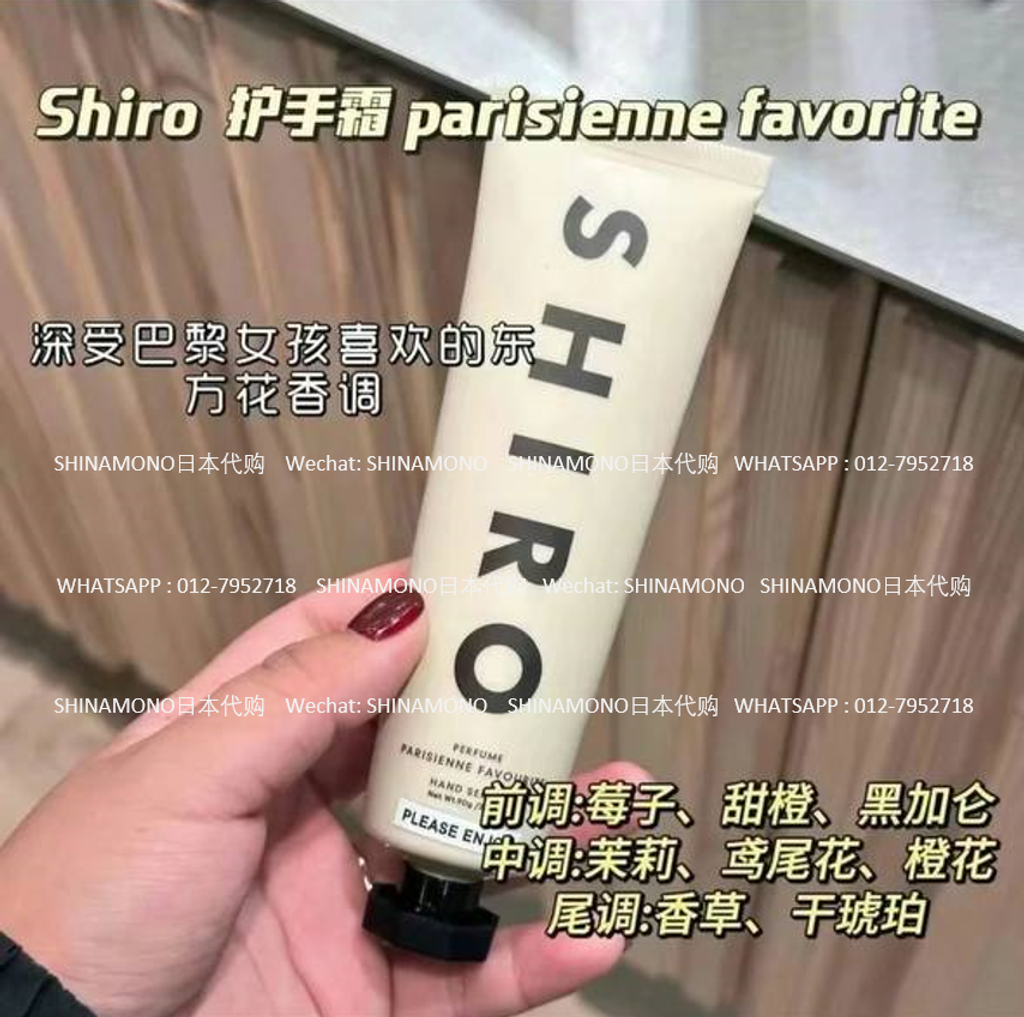 Shiro 护手霜 parisienne favorite
SHIRO
深受巴黎女孩喜欢的东
方花香调
SHINAMONO日本代购 Wechat: SHINAMONO SHINAMONO日本代购 WHATSAPP : 012-7952718
WHATSAPP : 012-7952718 SHINAMONO日本代购 Wechat: SHINAMONO SHINAMONO日本代购
SHINAMONO日本代购 Wechat: SHINAMONO SHINAMONO日本代购 WHATSAPP : 012-7952718
PERFUME
PARISIENNE FAVOURITE
HAND
Net Wt.90g
PLEASE
前调:莓子、甜橙、黑加仑
中调:茉莉、鸢尾花、橙花
尾调:香草、干琥珀